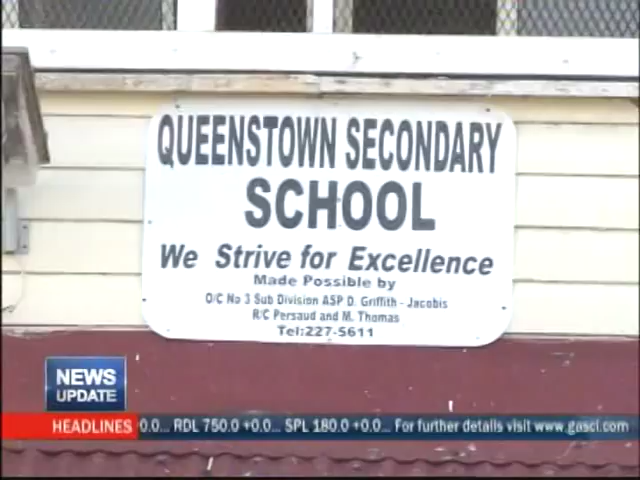 QUEENSTOWN SECONDARY
SCHOOL
We Strive for Excellence
Made Possible by
O/C No 3 Sub Division ASP D. Griffith - Jacobis
R/C Persaud and M. Thomas
Tel:227-5611
NEWS
UPDATE
HEADLINES 0.0... RDL 750.0 +0.0... SPL 180.0 +0.0... For further details visit www.gasci.com